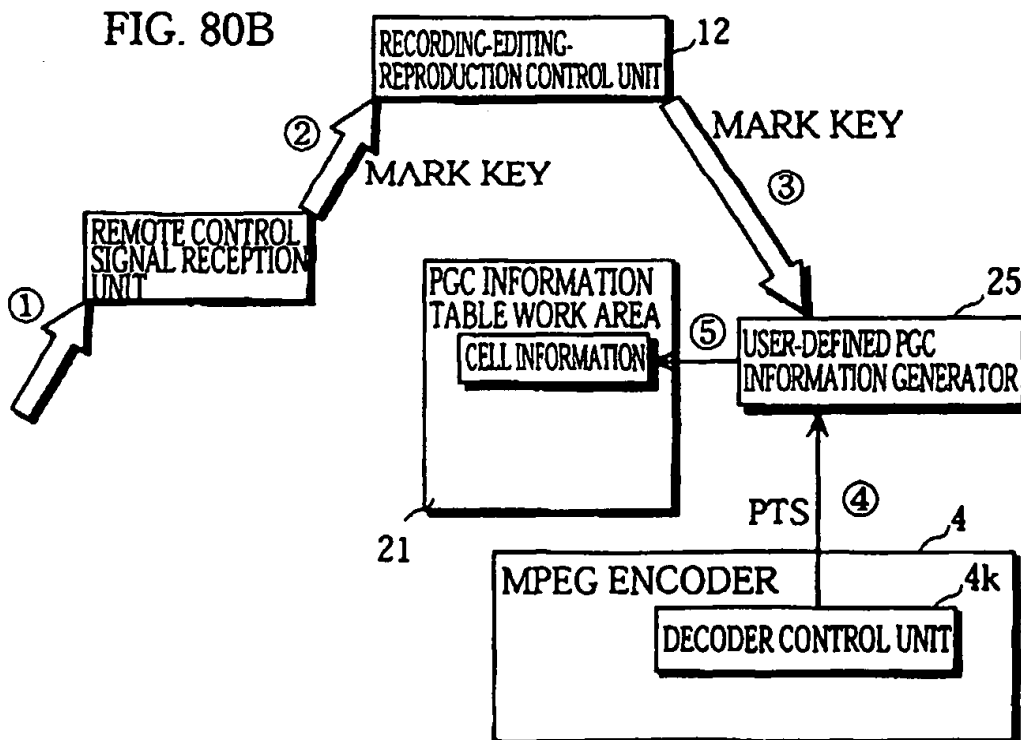 FIG. 80B
RECORDING-EDITING-
REPRODUCTION CONTROL UNIT
12
②
MARK KEY
MARK KEY
③
REMOTE CONTROL
SIGNAL RECEPTION
UNIT
①
PGC INFORMATION
TABLE WORK AREA
CELL INFORMATION
21
⑤
25
USER-DEFINED PGC
INFORMATION GENERATOR
PTS
④
4
MPEG ENCODER
4k
DECODER CONTROL UNIT